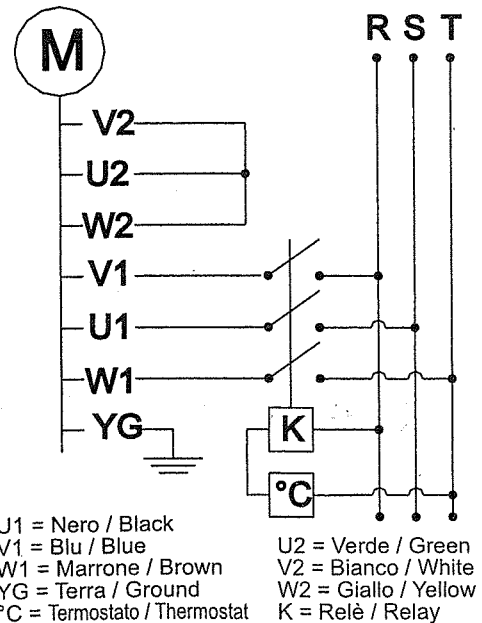 M
R S T
V2
U2
W2
V1
U1
W1
YG
K
°C
U1 = Nero / Black
V1 = Blu / Blue
W1 = Marrone / Brown
YG = Terra / Ground
°C = Termostato / Thermostat
U2 = Verde / Green
V2 = Bianco / White
W2 = Giallo / Yellow
K = Relè / Relay